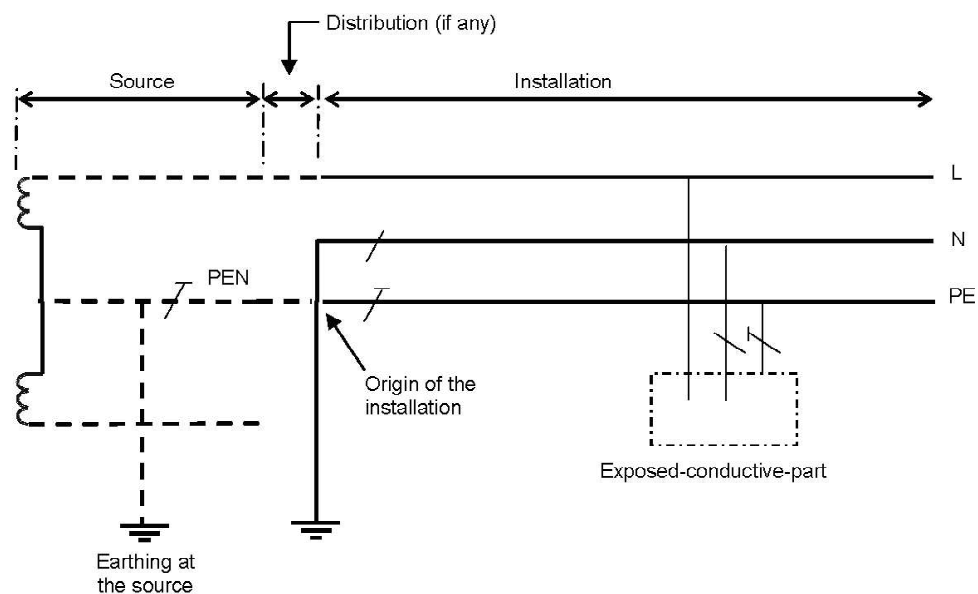 Distribution (if any)
Source
Installation
L
N
PEN
PE
Origin of the
installation
Exposed-conductive-part
Earthing at
the source